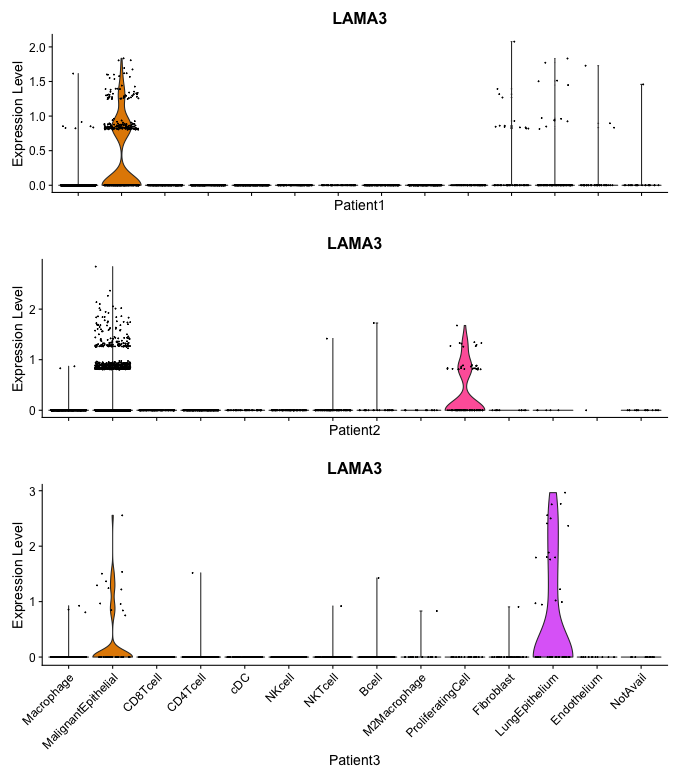 LAMA3
Expression Level
2.0
1.5
1.0
0.5
0.0
Patient1
LAMA3
Expression Level
2
1
0
Patient2
LAMA3
Expression Level
3
2
1
0
Macrophage
MalignantEpithelial
CD8Tcell
CD4Tcell
cDC
NKcell
NKTcell
Bcell
M2Macrophage
ProliferatingCell
Fibroblast
LungEpithelium
Endothelium
NotAvail
Patient3